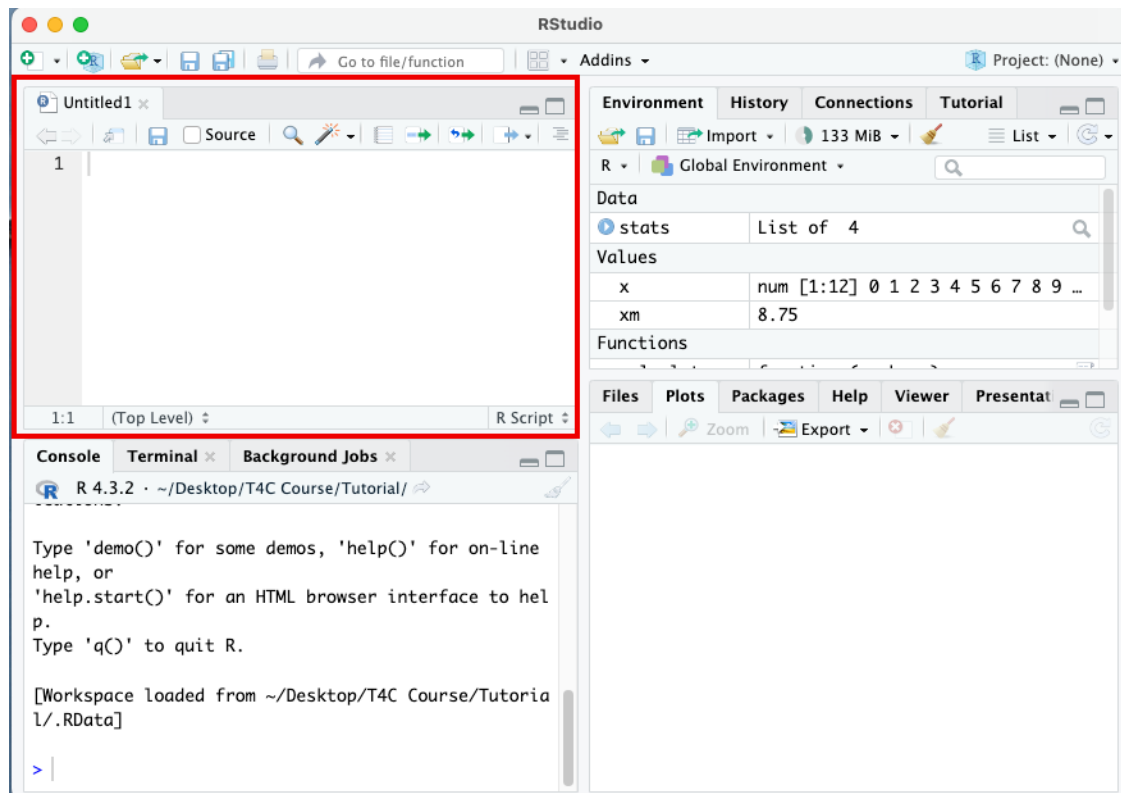 RStudio
Go to file/function
Addins
Project: (None)
Untitled1
Source
1
1:1 (Top Level) R Script
Console Terminal Background Jobs
R 4.3.2 · ~/Desktop/T4C Course/Tutorial/
Type 'demo()' for some demos, 'help()' for on-line
help, or
'help.start()' for an HTML browser interface to hel
p.
Type 'q()' to quit R.
[Workspace loaded from ~/Desktop/T4C Course/Tutoria
l/.RData]
>
Environment History Connections Tutorial
Import 133 MiB List
R Global Environment
Data
stats List of 4
Values
x num [1:12] 0 1 2 3 4 5 6 7 8 9 …
xm 8.75
Functions
Files Plots Packages Help Viewer Presentat
Zoom Export